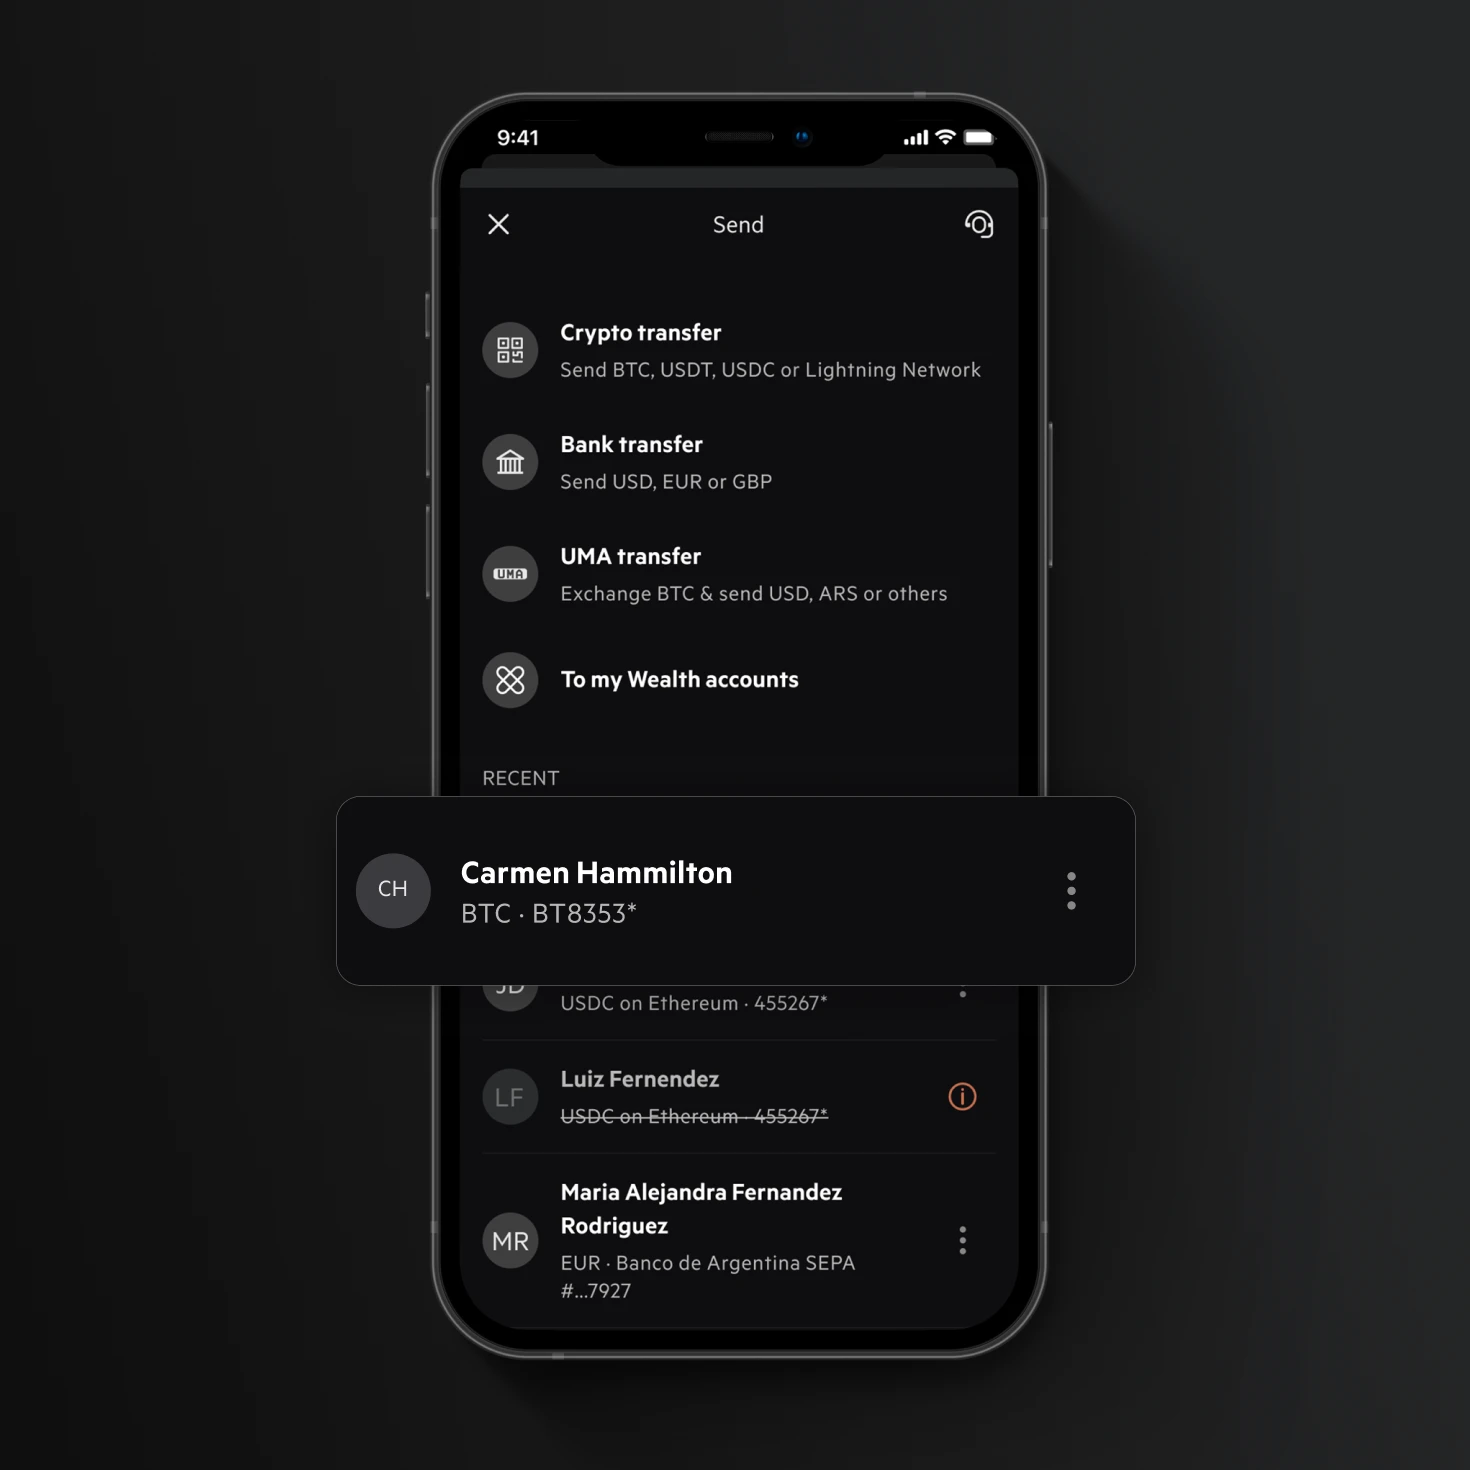 9:41
Send
Crypto transfer
Send BTC, USDT, USDC or Lightning Network
Bank transfer
Send USD, EUR or GBP
UMA
UMA transfer
Exchange BTC & send USD, ARS or others
To my Wealth accounts
RECENT
CH
Carmen Hammilton
BTC · BT8353*
JD
USDC on Ethereum · 455267*
LF
Luiz Fernendez
USDC on Ethereum · 455267*
MR
Maria Alejandra Fernandez
Rodriguez
EUR · Banco de Argentina SEPA
#...7927